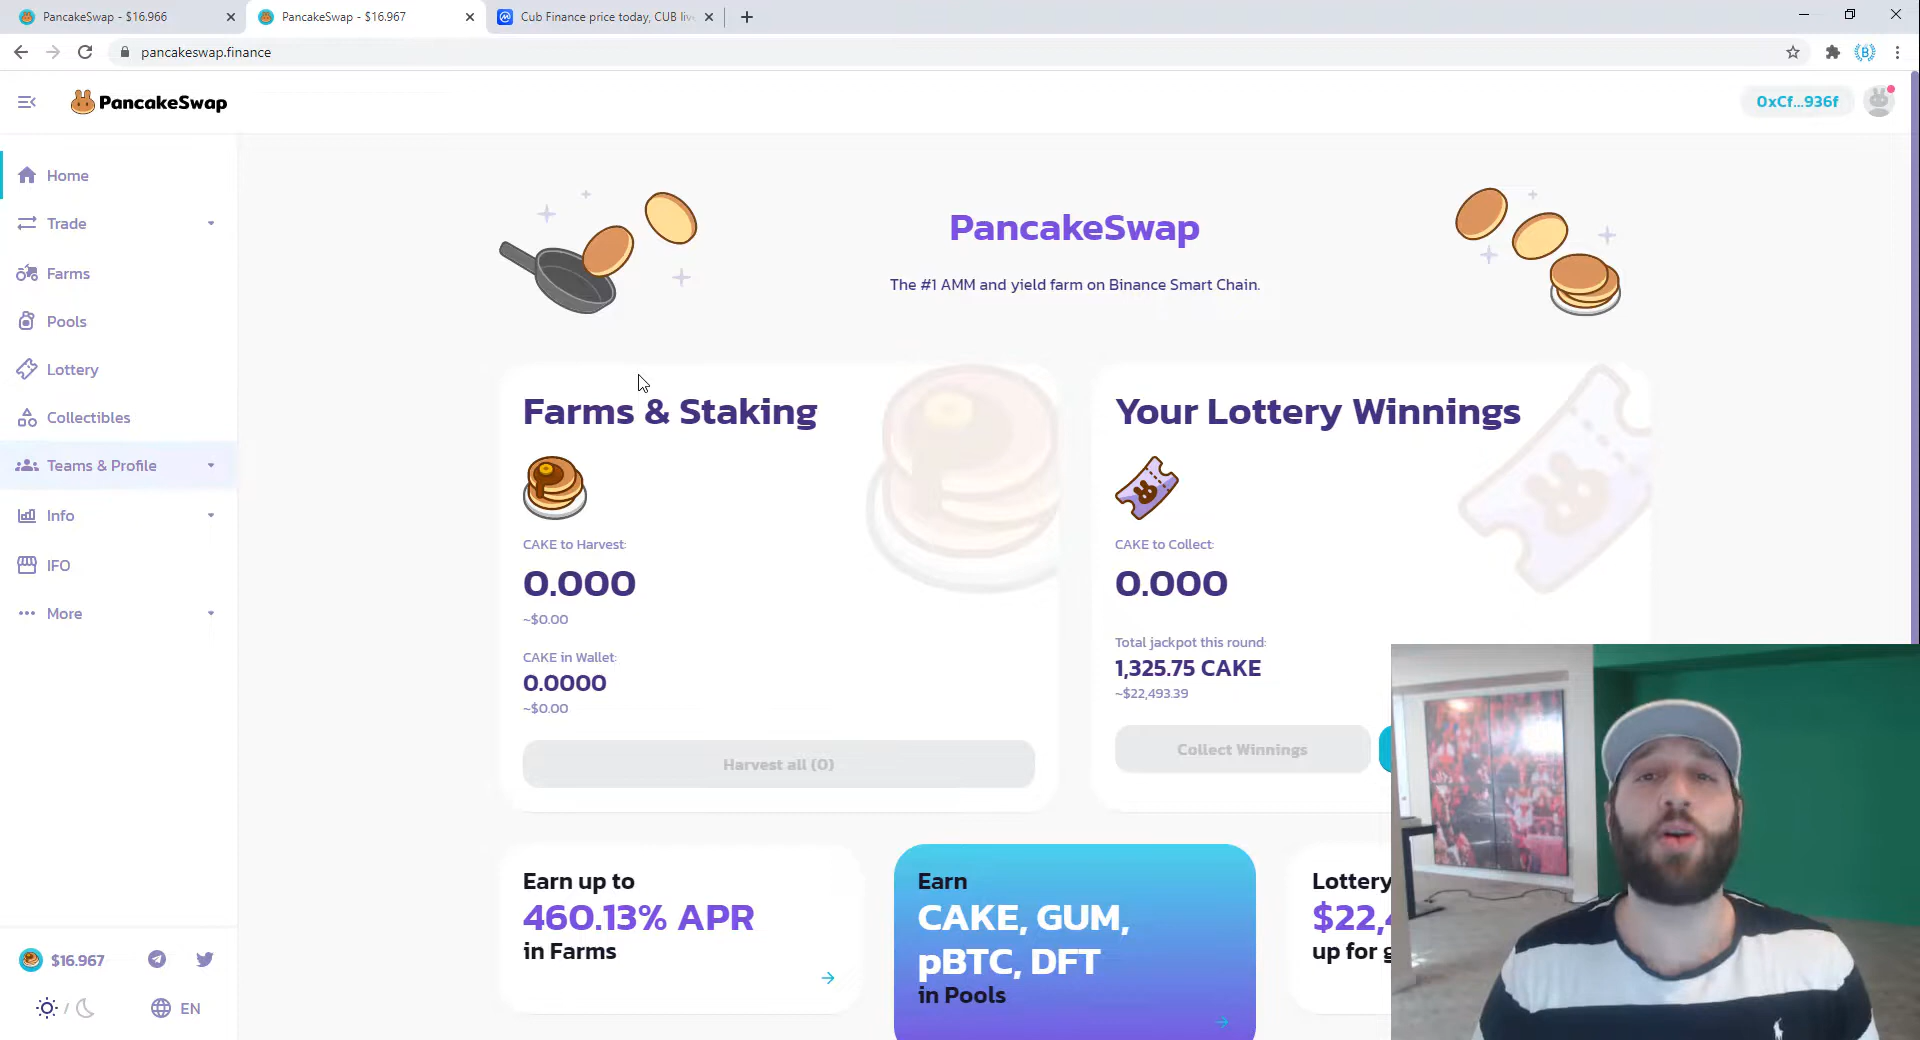 PancakeSwap - $16.966
PancakeSwap - $16.967
Cub Finance price today, CUB liv
pancakeswap.finance
PancakeSwap
0xCf...936f
Home
Trade
Farms
Pools
Lottery
Collectibles
Teams & Profile
Info
IFO
More
$16.967
/
EN
PancakeSwap
The #1 AMM and yield farm on Binance Smart Chain.
Farms & Staking
CAKE to Harvest:
0.000
~$0.00
CAKE in Wallet:
0.0000
~$0.00
Harvest all (0)
Your Lottery Winnings
CAKE to Collect:
0.000
Total jackpot this round:
1,325.75 CAKE
~$22,493.39
Collect Winnings
Earn up to
460.13% APR
in Farms
Earn
CAKE, GUM,
pBTC, DFT
in Pools
Lottery
$22,4
up for g